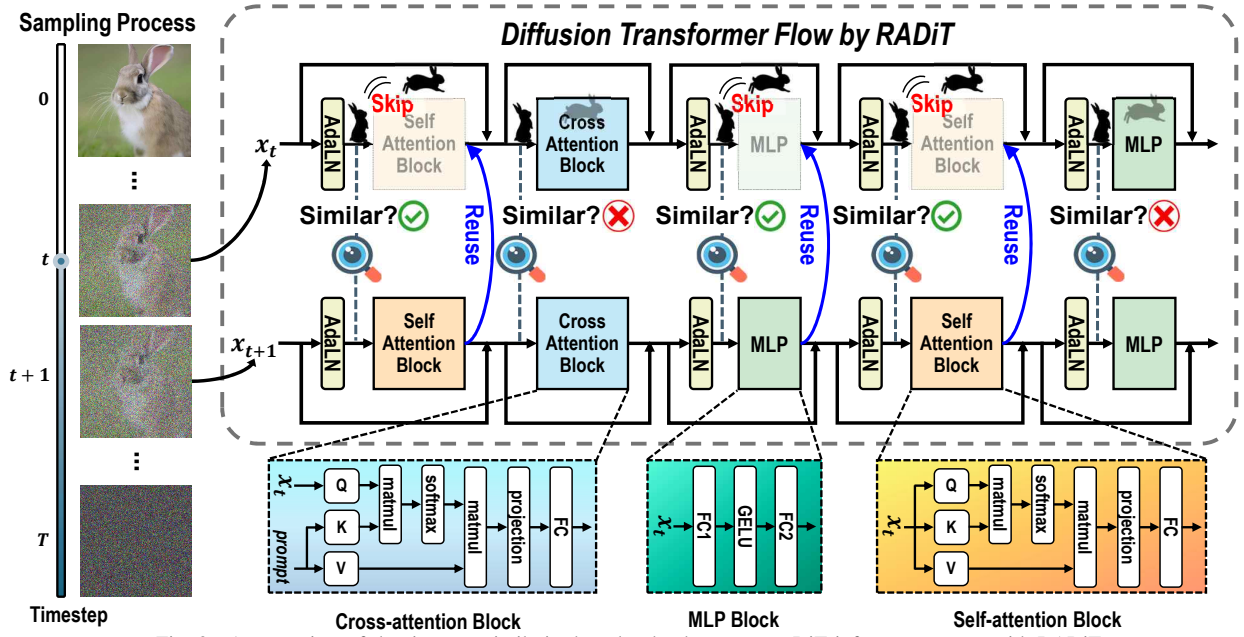 Sampling Process
Diffusion Transformer Flow by RADiT
0
t
t + 1
T
Timestep
x_t
AdaLN
Skip
Self
Attention
Block
AdaLN
Cross
Attention
Block
AdaLN
Skip
MLP
AdaLN
Skip
Self
Attention
Block
AdaLN
MLP
Similar?
Reuse
Similar?
Similar?
Reuse
Similar?
Reuse
Similar?
x_{t+1}
AdaLN
Self
Attention
Block
Cross
Attention
Block
AdaLN
MLP
AdaLN
Self
Attention
Block
AdaLN
MLP
x_t
prompt
Q
K
V
matmul
softmax
matmul
projection
FC
Cross-attention Block
x_t
FC1
GELU
FC2
MLP Block
x_t
Q
K
V
matmul
softmax
matmul
projection
FC
Self-attention Block